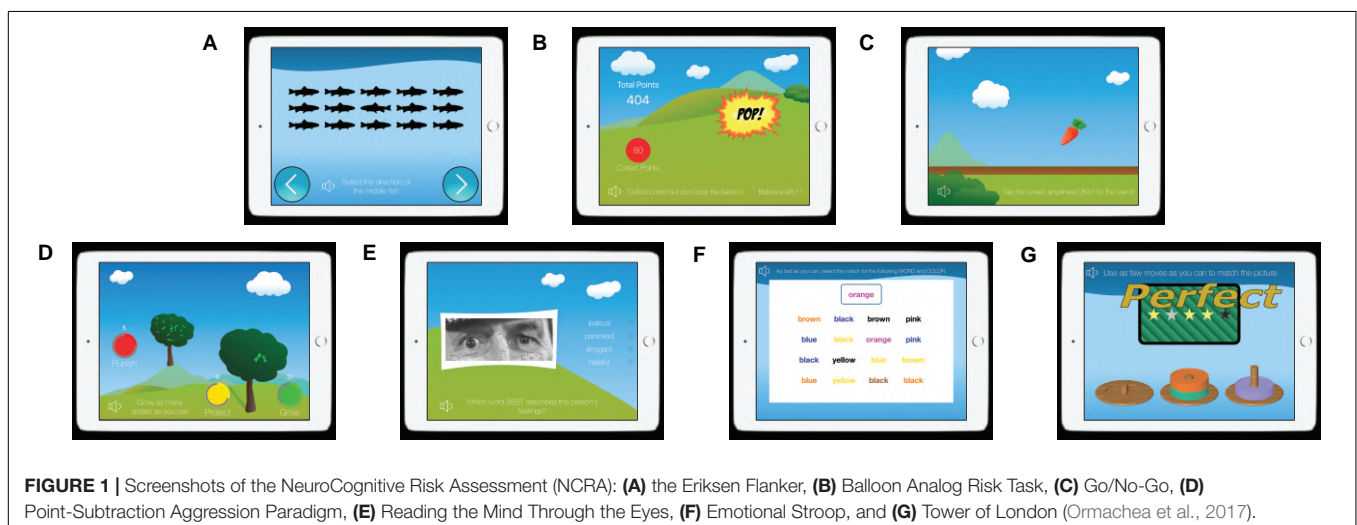 A
B
C
Select the direction of
the middle fish
Total Points
404
POP!
80
Collect Points
Collect points but don't pop the balloon!
Balloons left:
Tap the screen anywhere ONLY for the carrot!
D
E
F
G
5
Punish
Protect
Grow
Grow as many
dollars as you can
jealous
panicked
arrogant
hateful
Which word BEST describes the person's
feelings?
As fast as you can, select the match for the following WORD and COLOR:
orange
brown black brown pink
blue black orange pink
black yellow blue brown
blue yellow black black
Use as few moves as you can to match the picture
Perfect
FIGURE 1 | Screenshots of the NeuroCognitive Risk Assessment (NCRA): (A) the Eriksen Flanker, (B) Balloon Analog Risk Task, (C) Go/No-Go, (D)
Point-Subtraction Aggression Paradigm, (E) Reading the Mind Through the Eyes, (F) Emotional Stroop, and (G) Tower of London (Ormachea et al., 2017).